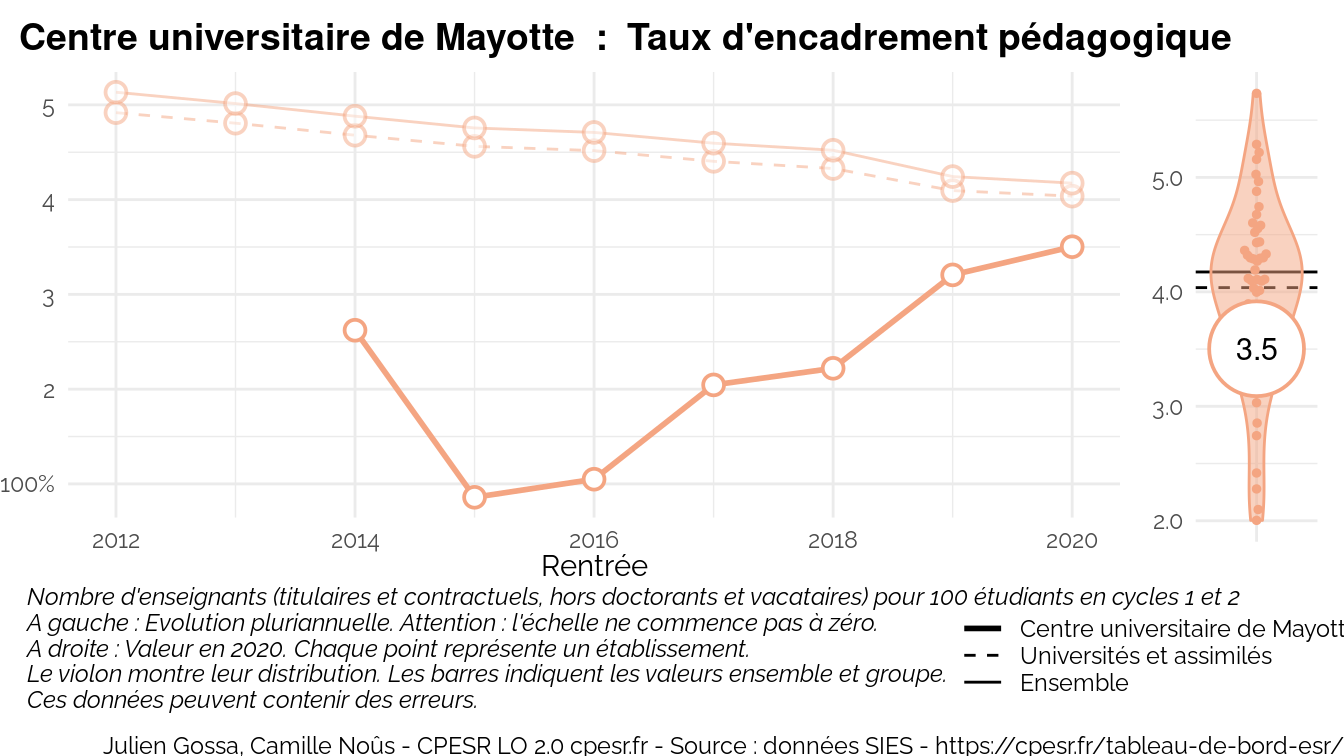 Centre universitaire de Mayotte : Taux d'encadrement pédagogique
5
4
3
2
100%
2012 2014 2016 2018 2020
Rentrée
5.0
4.0
3.0
2.0
3.5
Nombre d'enseignants (titulaires et contractuels, hors doctorants et vacataires) pour 100 étudiants en cycles 1 et 2
A gauche : Evolution pluriannuelle. Attention : l'échelle ne commence pas à zéro.
A droite : Valeur en 2020. Chaque point représente un établissement.
Le violon montre leur distribution. Les barres indiquent les valeurs ensemble et groupe.
Ces données peuvent contenir des erreurs.
Centre universitaire de Mayott
Universités et assimilés
Ensemble
Julien Gossa, Camille Noûs - CPESR LO 2.0 cpesr.fr - Source : données SIES - https://cpesr.fr/tableau-de-bord-esr/